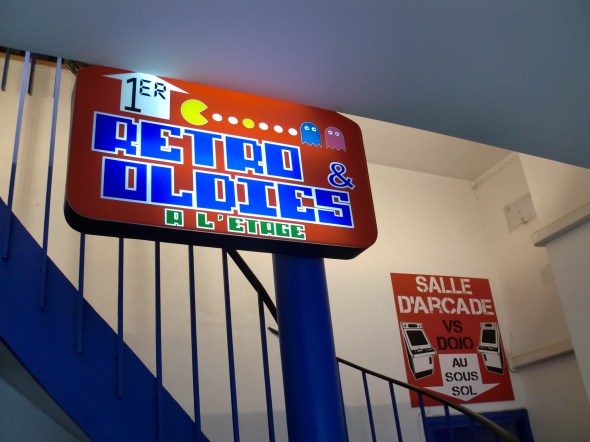 1ER
RETRO &
OLDIES
A L'ETAGE
SALLE
D'ARCADE
VS
DOJO
AU
SOUS
SOL